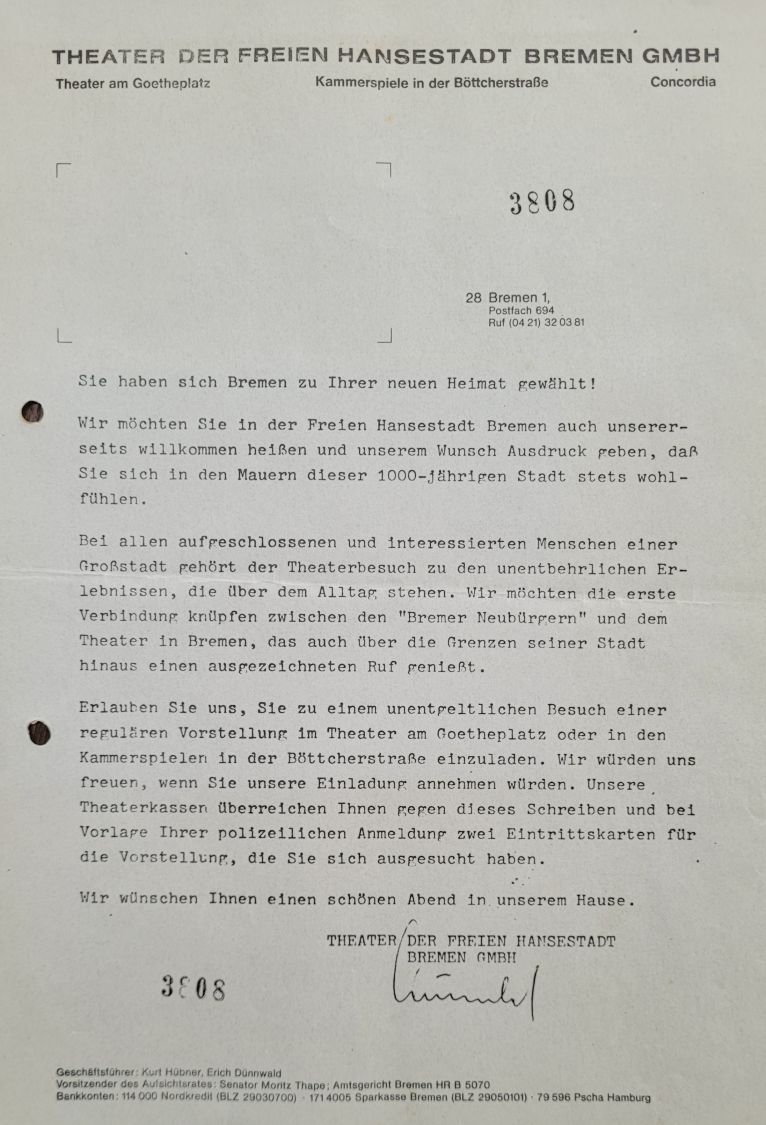 THEATER DER FREIEN HANSESTADT BREMEN GMBH
Theater am Goetheplatz Kammerspiele in der Böttcherstraße Concordia
3808
28 Bremen 1,
Postfach 694
Ruf (04 21) 32 03 81
Sie haben sich Bremen zu Ihrer neuen Heimat gewählt!
Wir möchten Sie in der Freien Hansestadt Bremen auch unserer-
seits willkommen heißen und unserem Wunsch Ausdruck geben, daß
Sie sich in den Mauern dieser 1000-jährigen Stadt stets wohl-
fühlen.
Bei allen aufgeschlossenen und interessierten Menschen einer
Großstadt gehört der Theaterbesuch zu den unentbehrlichen Er-
lebnissen, die über dem Alltag stehen. Wir möchten die erste
Verbindung knüpfen zwischen den "Bremer Neubürgern" und dem
Theater in Bremen, das auch über die Grenzen seiner Stadt
hinaus einen ausgezeichneten Ruf genießt.
Erlauben Sie uns, Sie zu einem unentgeltlichen Besuch einer
regulären Vorstellung im Theater am Goetheplatz oder in den
Kammerspielen in der Böttcherstraße einzuladen. Wir würden uns
freuen, wenn Sie unsere Einladung annehmen würden. Unsere
Theaterkassen überreichen Ihnen gegen dieses Schreiben und bei
Vorlage Ihrer polizeilichen Anmeldung zwei Eintrittskarten für
die Vorstellung, die Sie sich ausgesucht haben.
Wir wünschen Ihnen einen schönen Abend in unserem Hause.
THEATER DER FREIEN HANSESTADT
BREMEN GMBH
3808
Geschäftsführer: Kurt Hübner, Erich Dünnwald
Vorsitzender des Aufsichtsrates: Senator Moritz Thape; Amtsgericht Bremen HR B 5070
Bankkonten: 114 000 Nordkredit (BLZ 29030700) · 171 4005 Sparkasse Bremen (BLZ 29050101) · 79 596 Pscha Hamburg